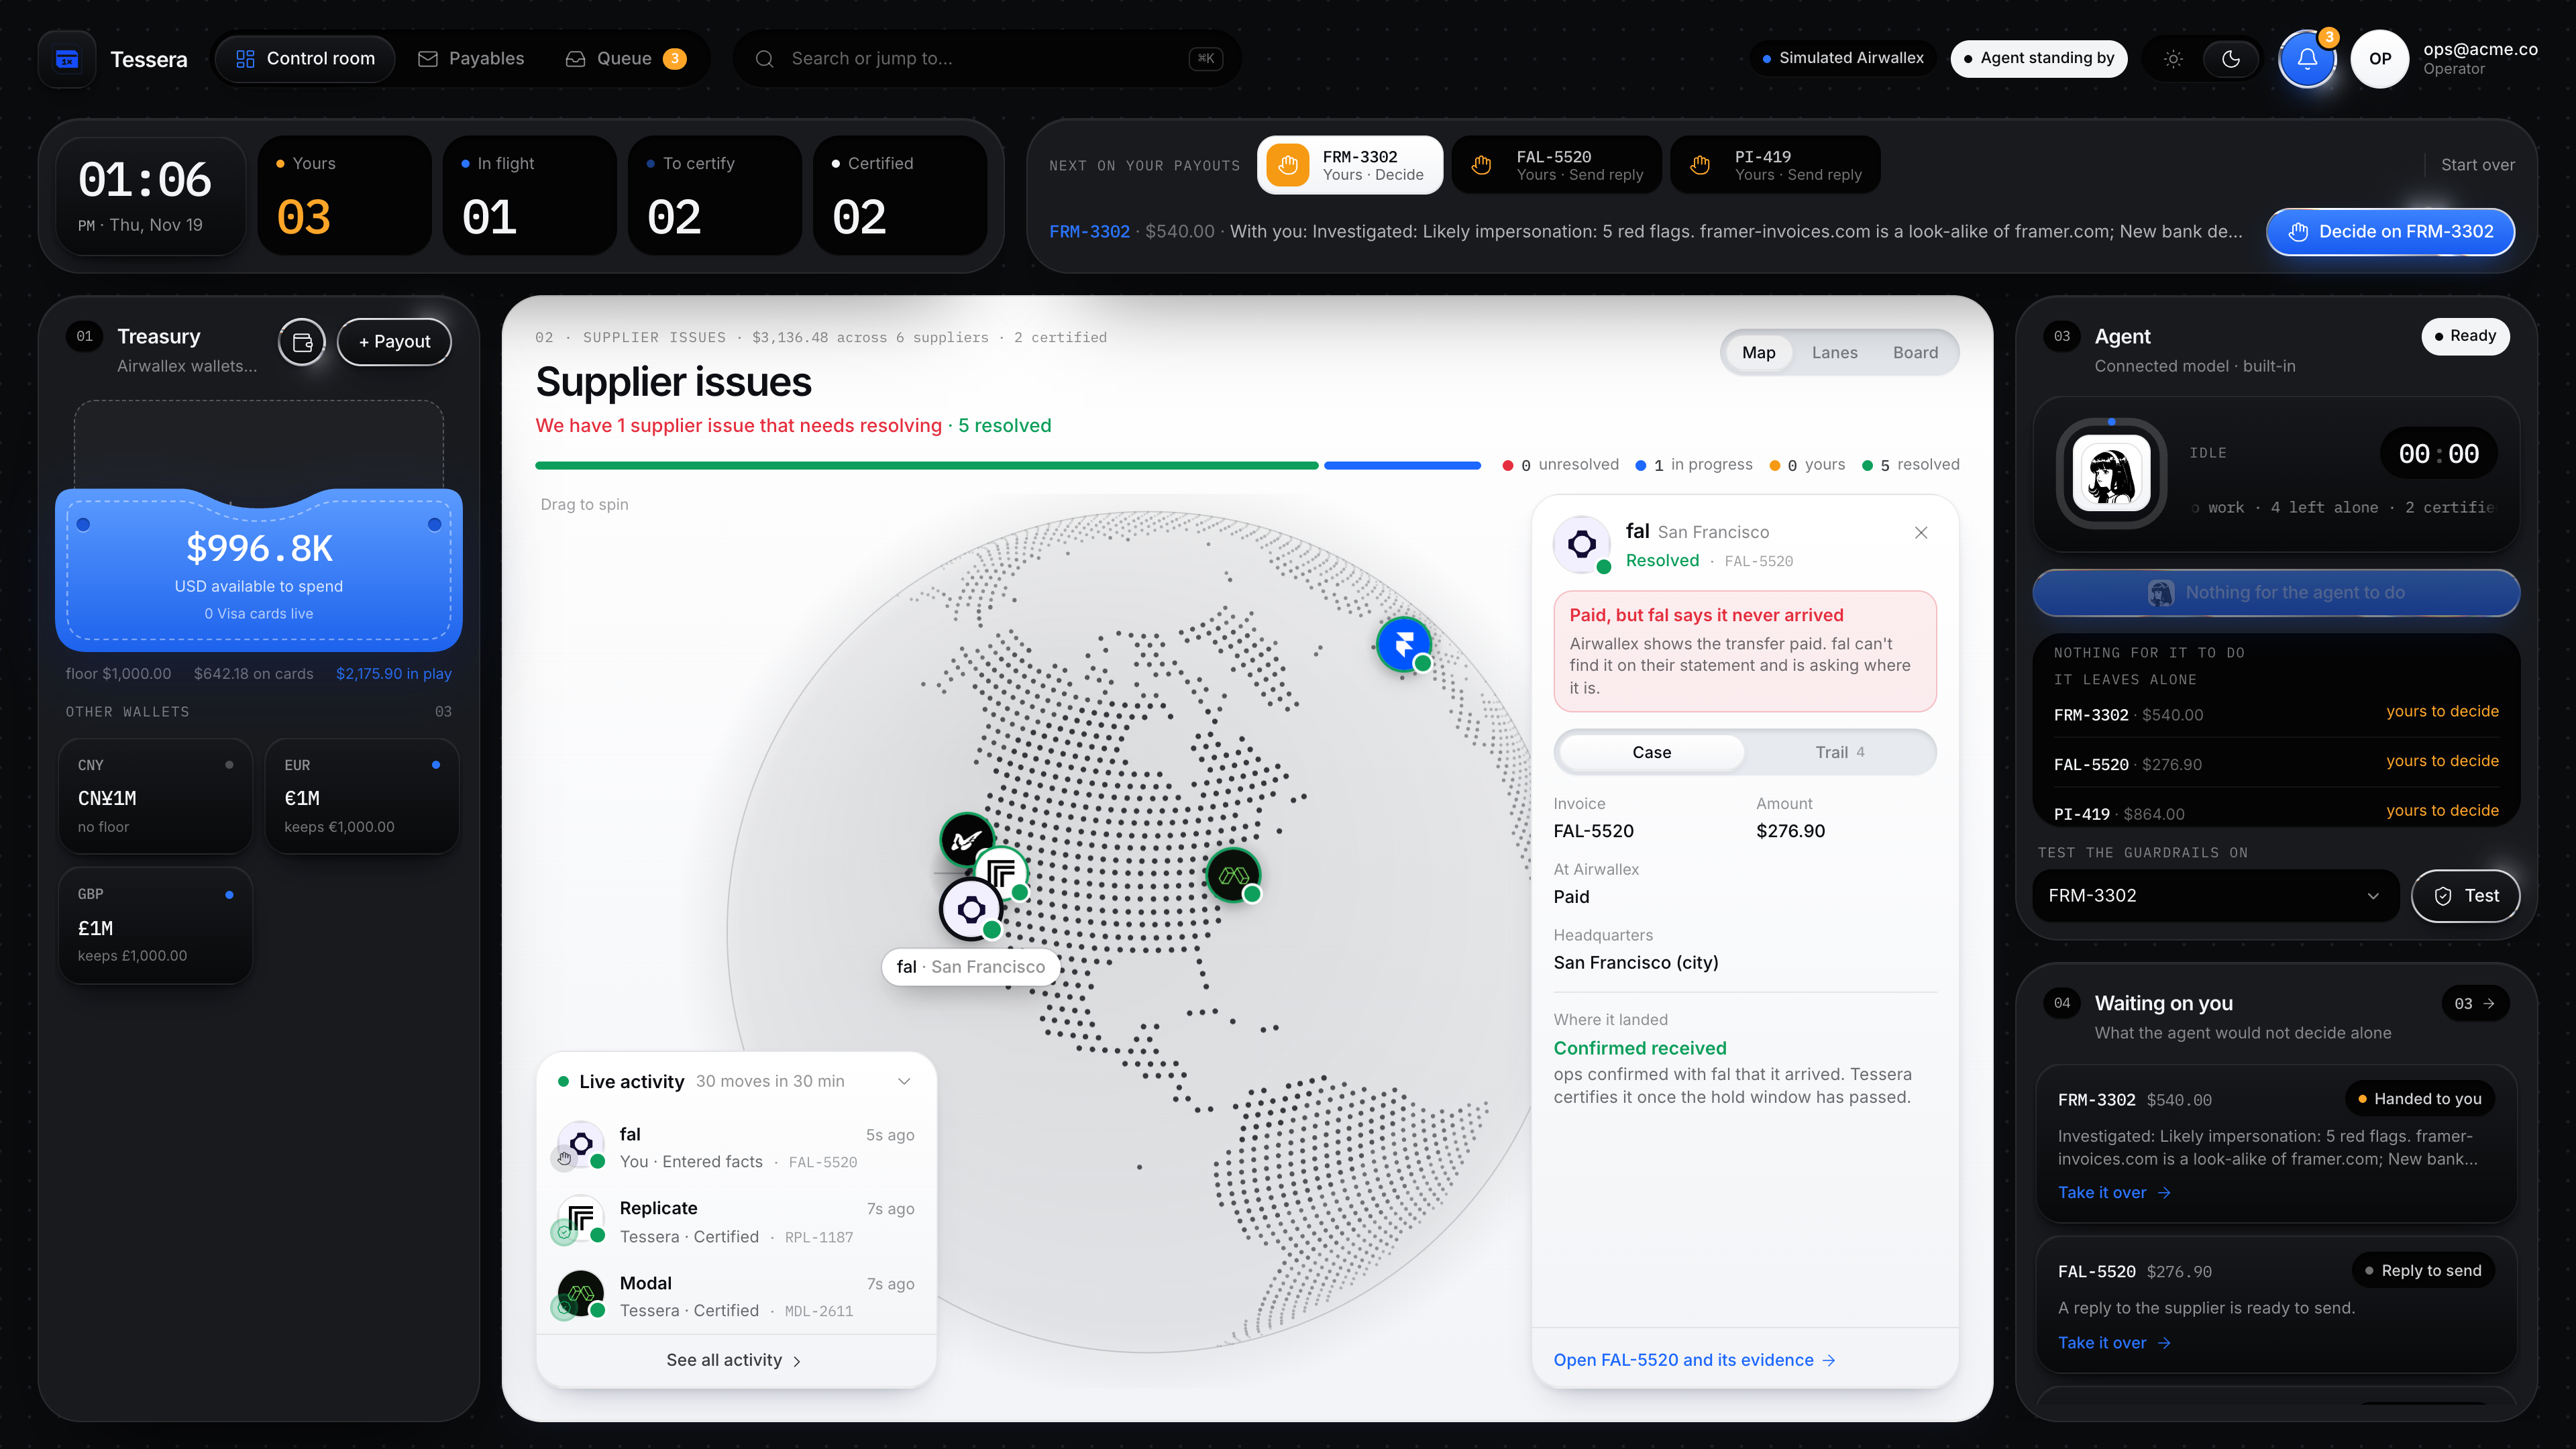 Tessera
Control room
Payables
Queue 3
Search or jump to...
⌘K
Simulated Airwallex
Agent standing by
3
OP
ops@acme.co
Operator
01:06
PM · Thu, Nov 19
Yours
03
In flight
01
To certify
02
Certified
02
NEXT ON YOUR PAYOUTS
FRM-3302
Yours · Decide
FAL-5520
Yours · Send reply
PI-419
Yours · Send reply
Start over
FRM-3302 · $540.00 · With you: Investigated: Likely impersonation: 5 red flags. framer-invoices.com is a look-alike of framer.com; New bank de...
Decide on FRM-3302
01 Treasury
Airwallex wallets...
+ Payout
$996.8K
USD available to spend
0 Visa cards live
floor $1,000.00 $642.18 on cards $2,175.90 in play
OTHER WALLETS 03
CNY
CN¥1M
no floor
EUR
€1M
keeps €1,000.00
GBP
£1M
keeps £1,000.00
02 · SUPPLIER ISSUES · $3,136.48 across 6 suppliers · 2 certified
Supplier issues
We have 1 supplier issue that needs resolving · 5 resolved
Map Lanes Board
0 unresolved 1 in progress 0 yours 5 resolved
Drag to spin
fal · San Francisco
Live activity 30 moves in 30 min
fal 5s ago
You · Entered facts · FAL-5520
Replicate 7s ago
Tessera · Certified · RPL-1187
Modal 7s ago
Tessera · Certified · MDL-2611
See all activity
fal San Francisco
Resolved · FAL-5520
Paid, but fal says it never arrived
Airwallex shows the transfer paid. fal can't
find it on their statement and is asking where
it is.
Case Trail 4
Invoice
FAL-5520
Amount
$276.90
At Airwallex
Paid
Headquarters
San Francisco (city)
Where it landed
Confirmed received
ops confirmed with fal that it arrived. Tessera
certifies it once the hold window has passed.
Open FAL-5520 and its evidence →
03 Agent
Connected model · built-in
Ready
IDLE
00:00
work · 4 left alone · 2 certifie
Nothing for the agent to do
NOTHING FOR IT TO DO
IT LEAVES ALONE
FRM-3302 · $540.00 yours to decide
FAL-5520 · $276.90 yours to decide
PI-419 · $864.00 yours to decide
TEST THE GUARDRAILS ON
FRM-3302
Test
04 Waiting on you
What the agent would not decide alone
03 →
FRM-3302 $540.00 Handed to you
Investigated: Likely impersonation: 5 red flags. framer-
invoices.com is a look-alike of framer.com; New bank...
Take it over →
FAL-5520 $276.90 Reply to send
A reply to the supplier is ready to send.
Take it over →